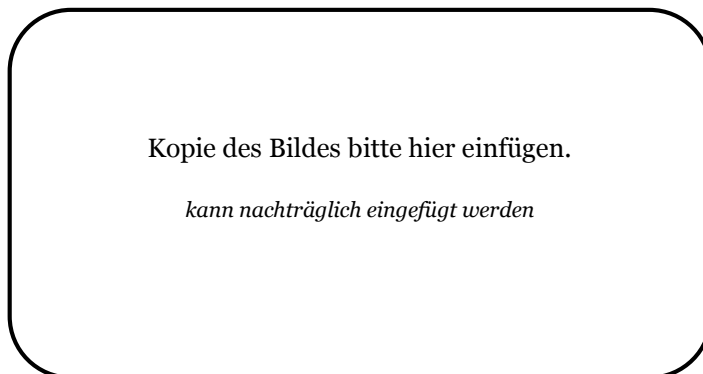 Kopie des Bildes bitte hier einfügen.
kann nachträglich eingefügt werden